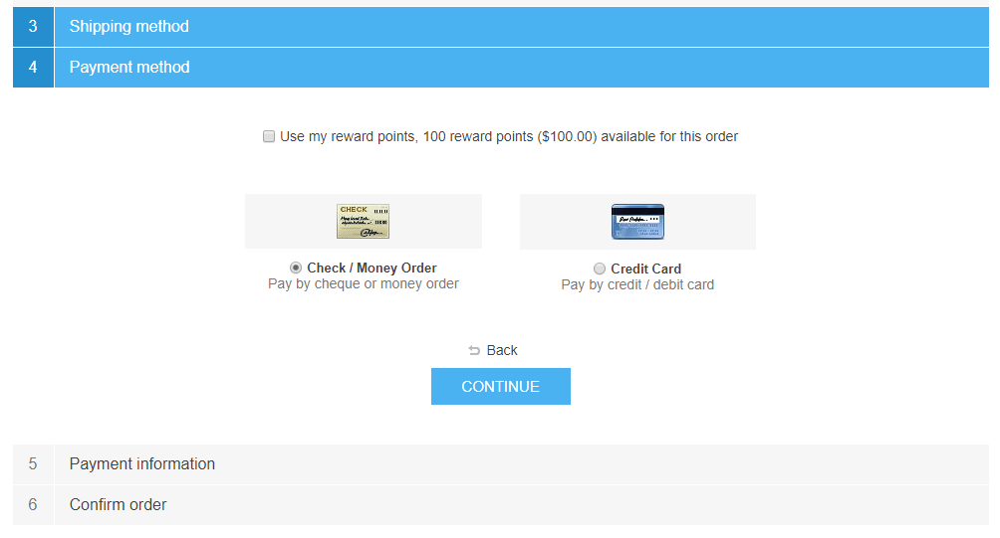 3 Shipping method
4 Payment method
Use my reward points, 100 reward points ($100.00) available for this order
CHECK
Check / Money Order
Pay by cheque or money order
Credit Card
Pay by credit / debit card
Back
CONTINUE
5 Payment information
6 Confirm order